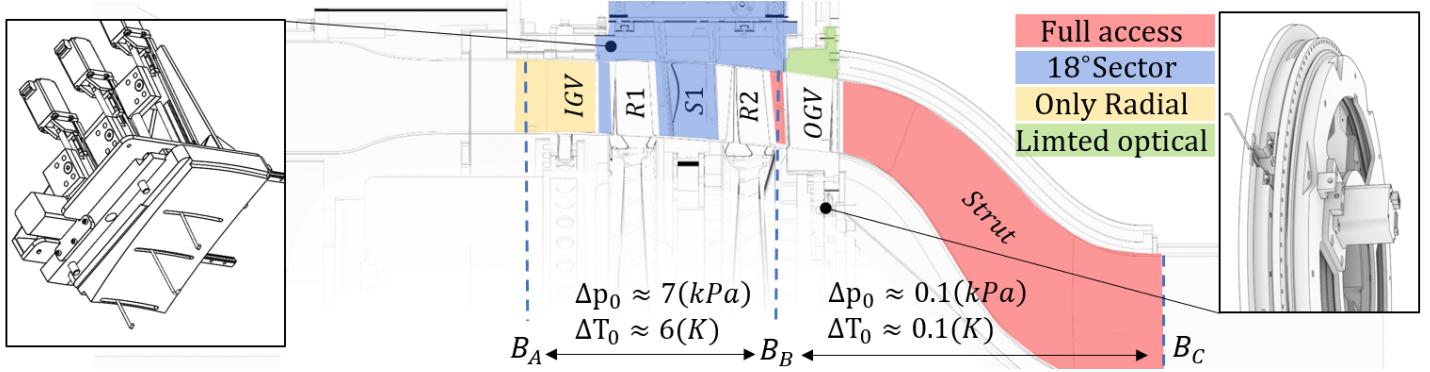 Full access
18°Sector
Only Radial
Limted optical
IGV
R1
S1
R2
OGV
Strut
Δp₀ ≈ 7(kPa)
ΔT₀ ≈ 6(K)
Δp₀ ≈ 0.1(kPa)
ΔT₀ ≈ 0.1(K)
B_A
B_B
B_C